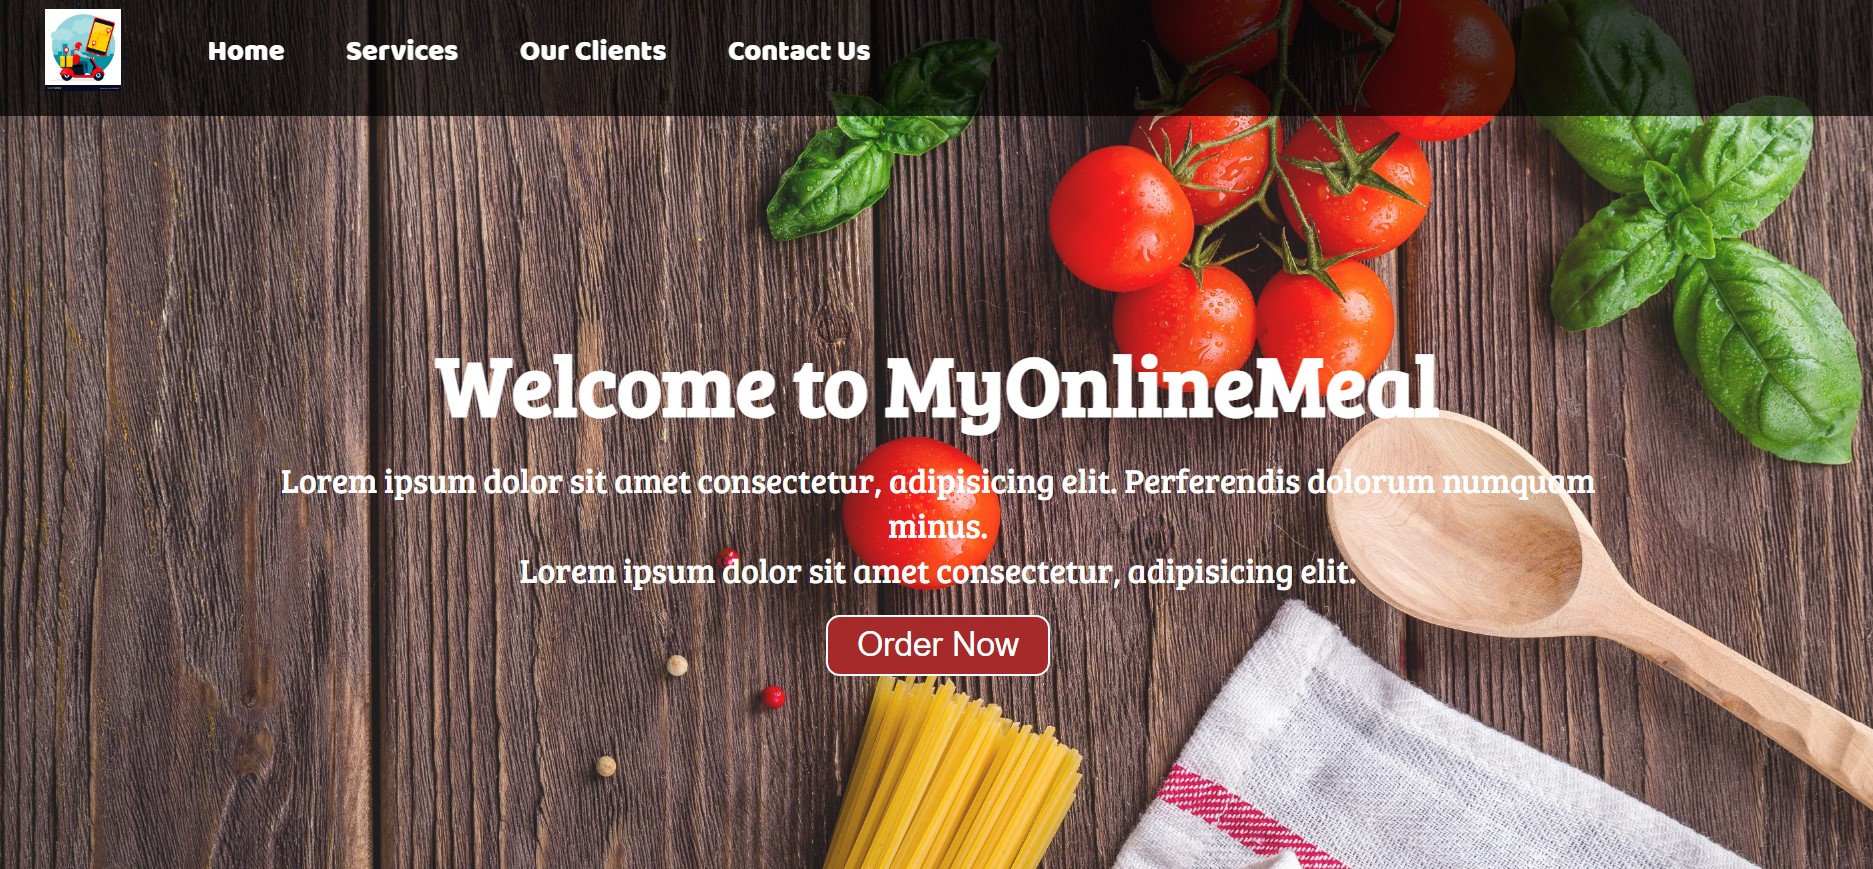 Home Services Our Clients Contact Us
Welcome to MyOnlineMeal
Lorem ipsum dolor sit amet consectetur, adipisicing elit. Perferendis dolorum numquam
minus.
Lorem ipsum dolor sit amet consectetur, adipisicing elit.
Order Now